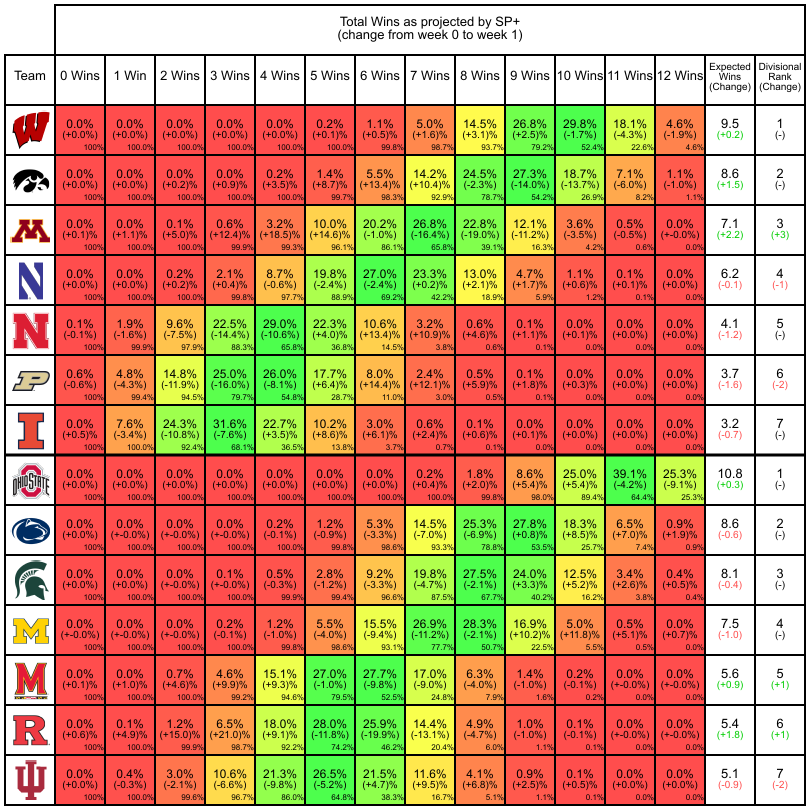 Total Wins as projected by SP+
(change from week 0 to week 1)
Team 0 Wins 1 Win 2 Wins 3 Wins 4 Wins 5 Wins 6 Wins 7 Wins 8 Wins 9 Wins 10 Wins 11 Wins 12 Wins Expected Wins (Change) Divisional Rank (Change)
W 0.0% 0.0% 0.0% 0.0% 0.0% 0.2% 1.1% 5.0% 14.5% 26.8% 29.8% 18.1% 4.6% 9.5 1
(+0.0%) (+0.0)% (+0.0)% (+0.0)% (+0.0)% (+0.1)% (+0.5)% (+1.6)% (+3.1)% (+2.5)% (-1.7)% (-4.3)% (-1.9)% (+0.2) (-)
100% 100.0% 100.0% 100.0% 100.0% 100.0% 99.8% 98.7% 93.7% 79.2% 52.4% 22.6% 4.6%
0.0% 0.0% 0.0% 0.0% 0.2% 1.4% 5.5% 14.2% 24.5% 27.3% 18.7% 7.1% 1.1% 8.6 2
(+0.0%) (+0.0)% (+0.2)% (+0.9)% (+3.5)% (+8.7)% (+13.4)% (+10.4)% (-2.3)% (-14.0)% (-13.7)% (-6.0)% (-1.0)% (+1.5) (-)
100% 100.0% 100.0% 100.0% 100.0% 99.7% 98.3% 92.9% 78.7% 54.2% 26.9% 8.2% 1.1%
M 0.0% 0.0% 0.1% 0.6% 3.2% 10.0% 20.2% 26.8% 22.8% 12.1% 3.6% 0.5% 0.0% 7.1 3
(+0.1%) (+1.1)% (+5.0)% (+12.4)% (+18.5)% (+14.6)% (-1.0)% (-16.4)% (-19.0)% (-11.2)% (-3.5)% (-0.5)% (-0.0)% (+2.2) (+3)
100% 100.0% 100.0% 99.9% 99.3% 96.1% 86.1% 65.8% 39.1% 16.3% 4.2% 0.6% 0.0%
N 0.0% 0.0% 0.2% 2.1% 8.7% 19.8% 27.0% 23.3% 13.0% 4.7% 1.1% 0.1% 0.0% 6.2 4
(+0.0%) (+0.0)% (+0.2)% (+0.4)% (-0.6)% (-2.4)% (-2.4)% (+0.2)% (+2.1)% (+1.7)% (+0.6)% (+0.1)% (+0.0)% (-0.1) (-1)
100% 100.0% 100.0% 99.8% 97.7% 88.9% 69.2% 42.2% 18.9% 5.9% 1.2% 0.1% 0.0%
N 0.1% 1.9% 9.6% 22.5% 29.0% 22.3% 10.6% 3.2% 0.6% 0.1% 0.0% 0.0% 0.0% 4.1 5
(-0.1%) (-1.6)% (-7.5)% (-14.4)% (-10.6)% (+4.0)% (+13.4)% (+10.9)% (+4.6)% (+1.1)% (+0.1)% (+0.0)% (+0.0)% (-1.2) (-)
100% 99.9% 97.9% 88.3% 65.8% 36.8% 14.5% 3.8% 0.6% 0.1% 0.0% 0.0% 0.0%
P 0.6% 4.8% 14.8% 25.0% 26.0% 17.7% 8.0% 2.4% 0.5% 0.1% 0.0% 0.0% 0.0% 3.7 6
(-0.6%) (-4.3)% (-11.9)% (-16.0)% (-8.1)% (+6.4)% (+14.4)% (+12.1)% (+5.9)% (+1.8)% (+0.3)% (+0.0)% (+0.0)% (-1.6) (-2)
100% 99.4% 94.5% 79.7% 54.8% 28.7% 11.0% 3.0% 0.5% 0.1% 0.0% 0.0% 0.0%
I 0.0% 7.6% 24.3% 31.6% 22.7% 10.2% 3.0% 0.6% 0.1% 0.0% 0.0% 0.0% 0.0% 3.2 7
(+0.5)% (-3.4)% (-10.8)% (-7.6)% (+3.5)% (+8.6)% (+6.1)% (+2.4)% (+0.6)% (+0.1)% (+0.0)% (+0.0)% (+0.0)% (-0.7) (-)
100% 100.0% 92.4% 68.1% 36.5% 13.8% 3.7% 0.7% 0.1% 0.0% 0.0% 0.0% 0.0%
OHIO STATE 0.0% 0.0% 0.0% 0.0% 0.0% 0.0% 0.0% 0.2% 1.8% 8.6% 25.0% 39.1% 25.3% 10.8 1
(+0.0%) (+0.0)% (+0.0)% (+0.0)% (+0.0)% (+0.0)% (+0.0)% (+0.4)% (+2.0)% (+5.4)% (+5.4)% (-4.2)% (-9.1)% (+0.3) (-)
100% 100.0% 100.0% 100.0% 100.0% 100.0% 100.0% 100.0% 99.8% 98.0% 89.4% 64.4% 25.3%
0.0% 0.0% 0.0% 0.0% 0.2% 1.2% 5.3% 14.5% 25.3% 27.8% 18.3% 6.5% 0.9% 8.6 2
(+0.0%) (+-0.0)% (+-0.0)% (+-0.0)% (-0.1)% (-0.9)% (-3.3)% (-7.0)% (-6.9)% (+0.8)% (+8.5)% (+7.0)% (+1.9)% (-0.6) (-)
100% 100.0% 100.0% 100.0% 100.0% 99.8% 98.6% 93.3% 78.8% 53.5% 25.7% 7.4% 0.9%
0.0% 0.0% 0.0% 0.1% 0.5% 2.8% 9.2% 19.8% 27.5% 24.0% 12.5% 3.4% 0.4% 8.1 3
(+0.0%) (+0.0)% (+-0.0)% (+-0.0)% (-0.3)% (-1.2)% (-3.3)% (-4.7)% (-2.1)% (+3.3)% (+5.2)% (+2.6)% (+0.5)% (-0.4) (-)
100% 100.0% 100.0% 100.0% 99.9% 99.4% 96.6% 87.5% 67.7% 40.2% 16.2% 3.8% 0.4%
M 0.0% 0.0% 0.0% 0.2% 1.2% 5.5% 15.5% 26.9% 28.3% 16.9% 5.0% 0.5% 0.0% 7.5 4
(+-0.0%) (+-0.0)% (+-0.0)% (-0.1)% (-1.0)% (-4.0)% (-9.4)% (-11.2)% (-2.1)% (+10.2)% (+11.8)% (+5.1)% (+0.7)% (-1.0) (-)
100% 100.0% 100.0% 100.0% 99.8% 98.6% 93.1% 77.7% 50.7% 22.5% 5.5% 0.5% 0.0%
M 0.0% 0.0% 0.7% 4.6% 15.1% 27.0% 27.7% 17.0% 6.3% 1.4% 0.2% 0.0% 0.0% 5.6 5
(+0.1%) (+1.0)% (+4.6)% (+9.9)% (+9.3)% (-1.0)% (-9.8)% (-9.0)% (-4.0)% (-1.0)% (-0.1)% (+-0.0)% (+-0.0)% (+0.9) (+1)
100% 100.0% 100.0% 99.2% 94.6% 79.5% 52.5% 24.8% 7.9% 1.6% 0.2% 0.0% 0.0%
R 0.0% 0.1% 1.2% 6.5% 18.0% 28.0% 25.9% 14.4% 4.9% 1.0% 0.1% 0.0% 0.0% 5.4 6
(+0.6)% (+4.9)% (+15.0)% (+21.0)% (+9.1)% (-11.8)% (-19.9)% (-13.1)% (-4.7)% (-1.0)% (-0.1)% (+-0.0)% (+-0.0)% (+1.8) (+1)
100% 100.0% 99.9% 98.7% 92.2% 74.2% 46.2% 20.4% 6.0% 1.1% 0.1% 0.0% 0.0%
0.0% 0.4% 3.0% 10.6% 21.3% 26.5% 21.5% 11.6% 4.1% 0.9% 0.1% 0.0% 0.0% 5.1 7
(+0.0%) (-0.3)% (-2.1)% (-6.6)% (-9.8)% (-5.2)% (+4.7)% (+9.5)% (+6.8)% (+2.5)% (+0.5)% (+0.0)% (+0.0)% (-0.9) (-2)
100% 100.0% 99.6% 96.7% 86.0% 64.8% 38.3% 16.7% 5.1% 1.1% 0.1% 0.0% 0.0%